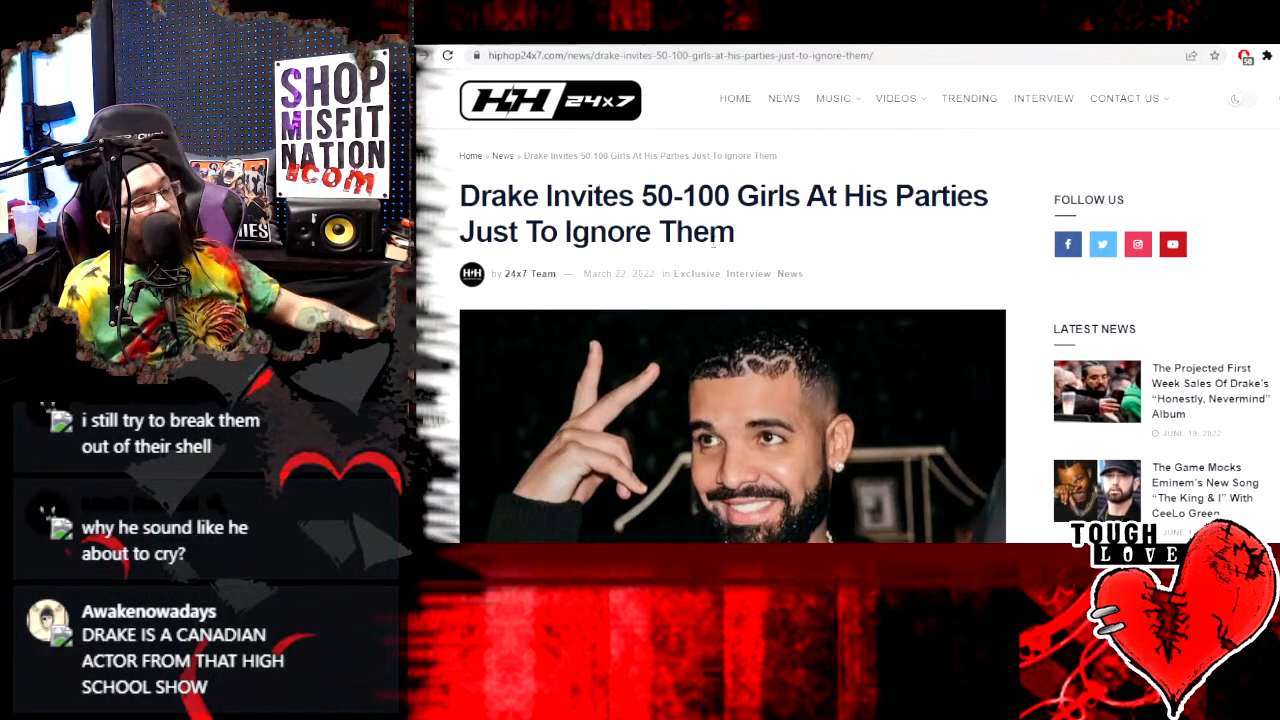 SHOP
MISFIT
NATION
.COM
i still try to break them
out of their shell
why he sound like he
about to cry?
Awakenowadays
DRAKE IS A CANADIAN
ACTOR FROM THAT HIGH
SCHOOL SHOW
hiphop24x7.com/news/drake-invites-50-100-girls-at-his-parties-just-to-ignore-them/
50
HH 24x7
HOME NEWS MUSIC VIDEOS TRENDING INTERVIEW CONTACT US
Home » News » Drake Invites 50-100 Girls At His Parties Just To Ignore Them
Drake Invites 50-100 Girls At His Parties
Just To Ignore Them
by 24x7 Team — March 22, 2022 in Exclusive, Interview, News
FOLLOW US
LATEST NEWS
The Projected First
Week Sales Of Drake's
“Honestly, Nevermind”
Album
JUNE 19, 2022
The Game Mocks
Eminem's New Song
“The King & I” With
CeeLo Green
TOUGH
LOVE